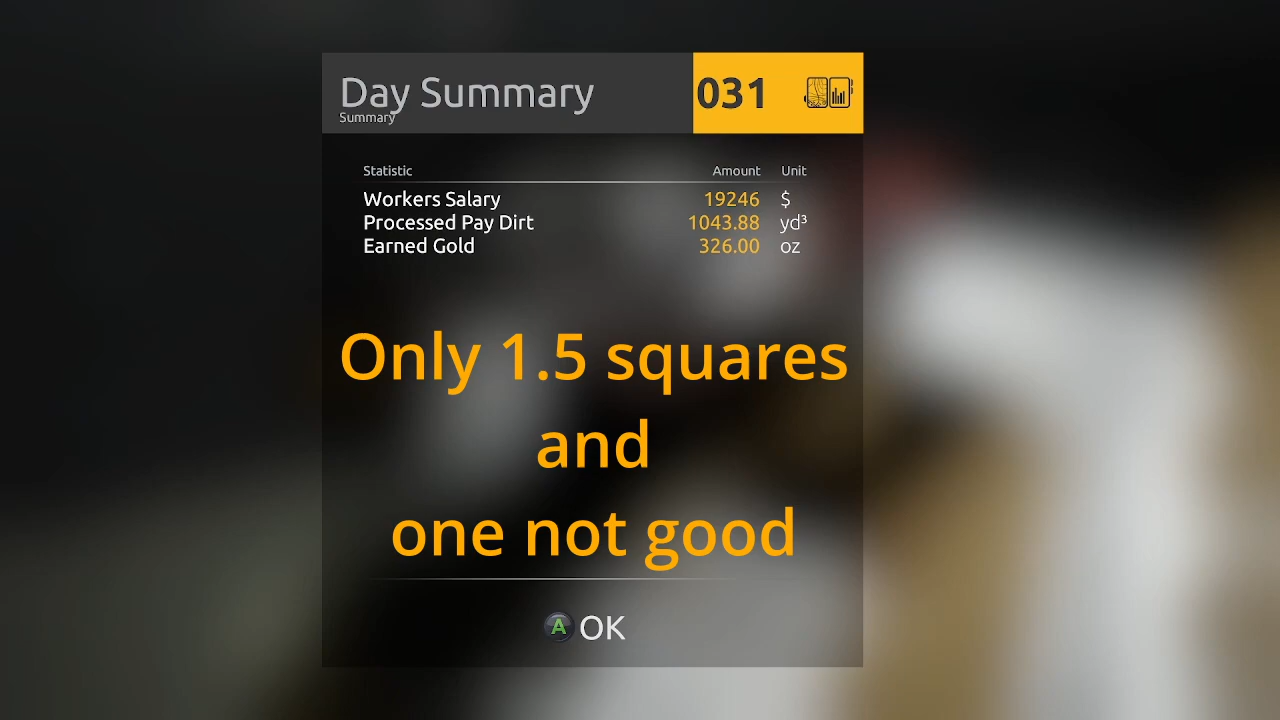 Day Summary 031
Summary
Statistic Amount Unit
Workers Salary 19246 $
Processed Pay Dirt 1043.88 yd³
Earned Gold 326.00 oz
Only 1.5 squares
and
one not good
A OK